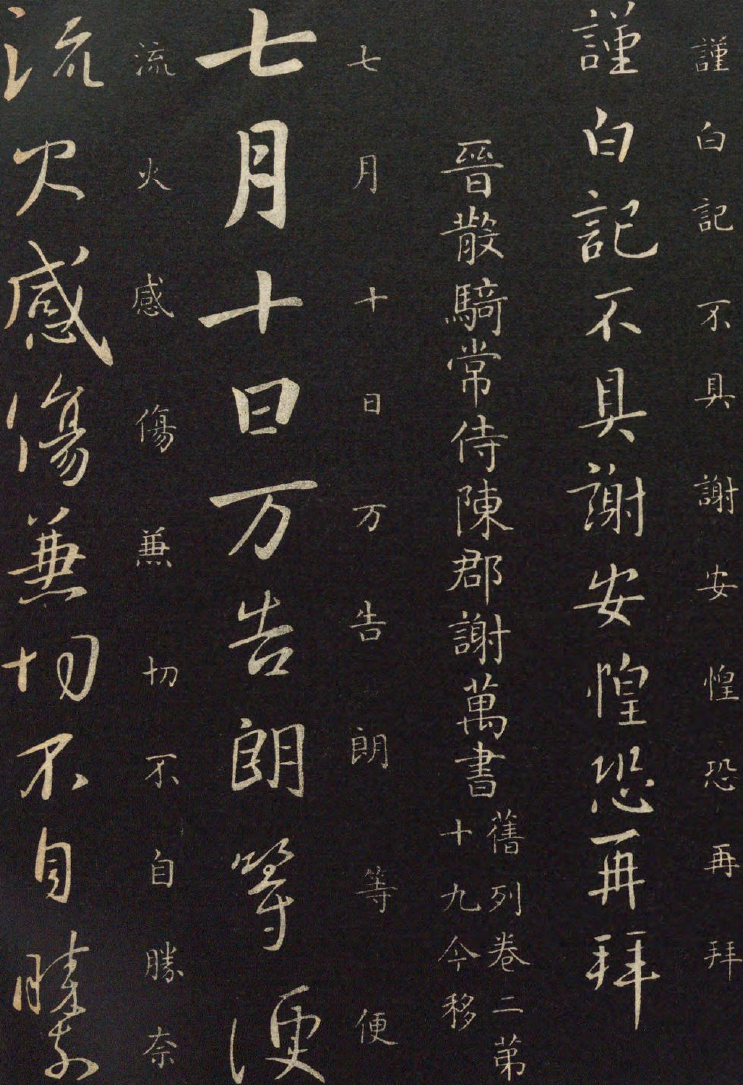 謹白記不具謝安惶恐再拜
謹白記不具謝安惶恐再拜
晉散騎常侍陳郡謝萬書
舊列卷二第
十九今移
七月十日万告朗等便
七月十日万告朗等便
流火感傷蒹切不自勝奈
流火感傷蒹切不自勝奈